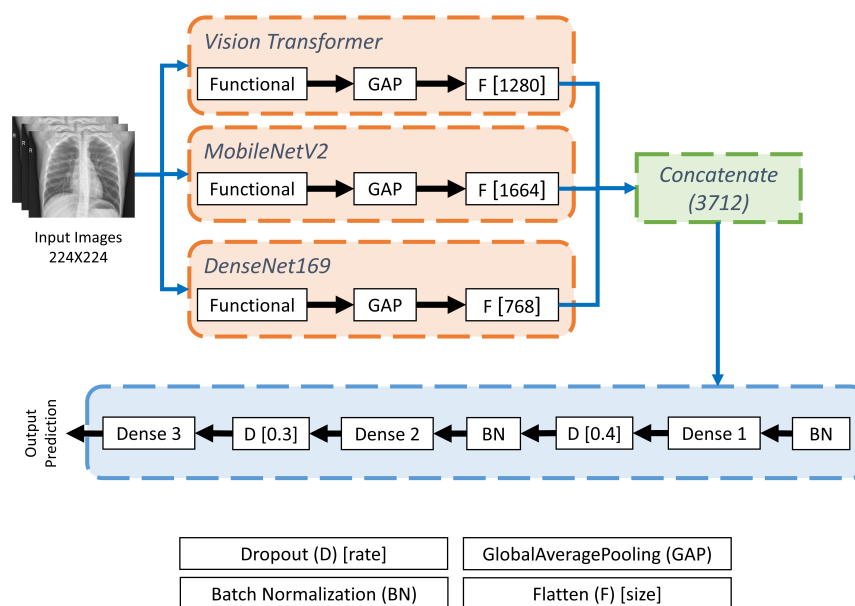 Vision Transformer
Functional
GAP
F [1280]
MobileNetV2
Functional
GAP
F [1664]
DenseNet169
Functional
GAP
F [768]
R
Input Images
224X224
Concatenate
(3712)
Output
Prediction
Dense 3
D [0.3]
Dense 2
BN
D [0.4]
Dense 1
BN
Dropout (D) [rate]
GlobalAveragePooling (GAP)
Batch Normalization (BN)
Flatten (F) [size]